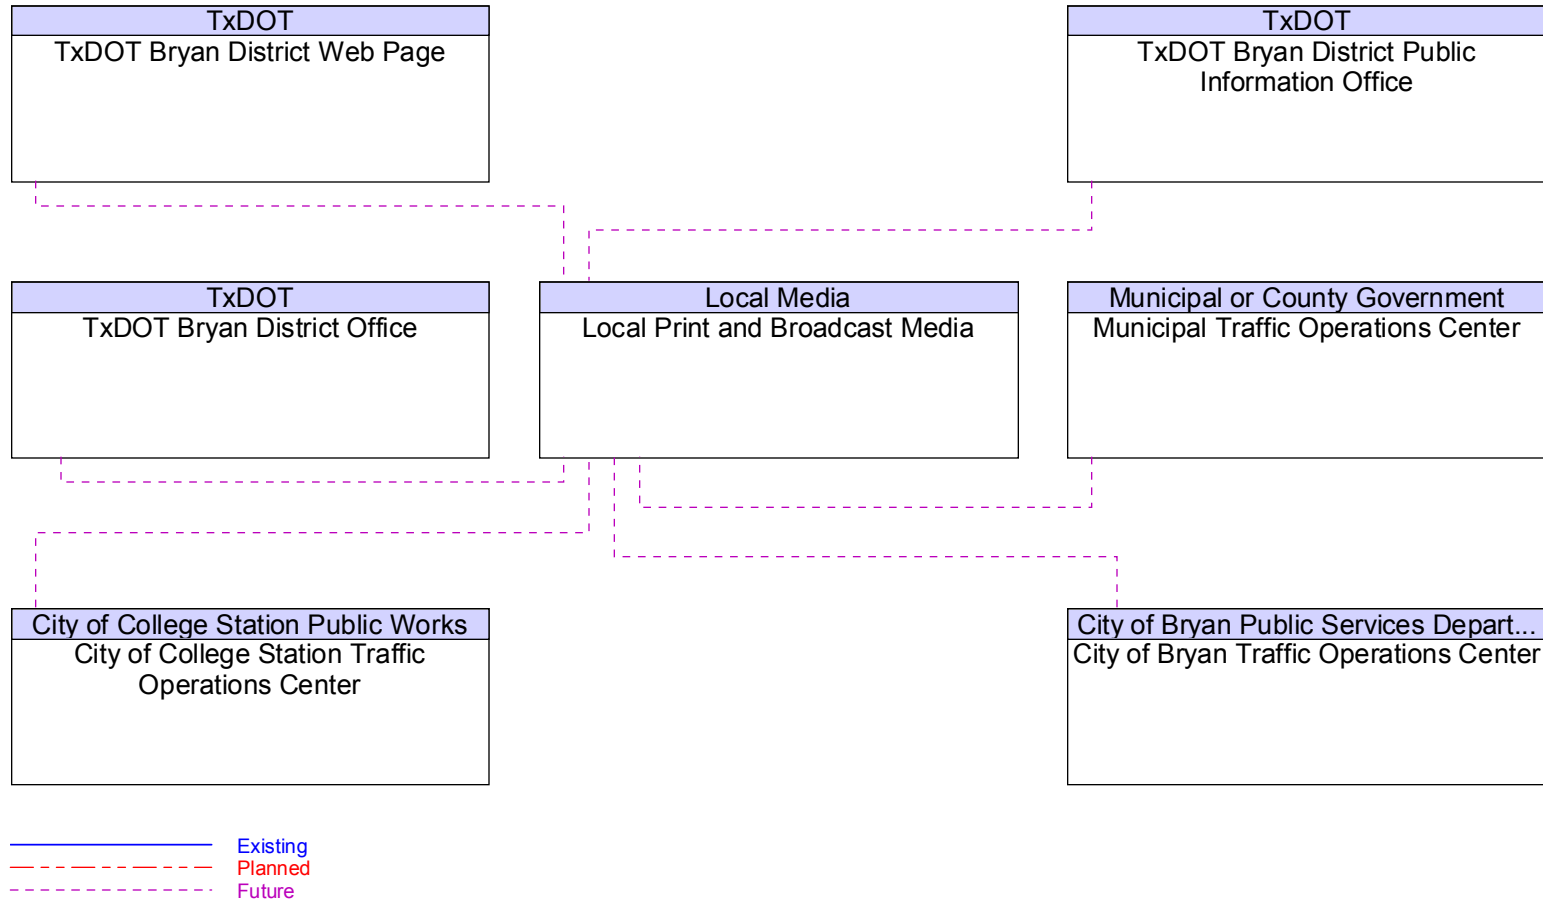 TxDOT
TxDOT Bryan District Web Page
TxDOT
TxDOT Bryan District Public
Information Office
TxDOT
TxDOT Bryan District Office
Local Media
Local Print and Broadcast Media
Municipal or County Government
Municipal Traffic Operations Center
City of College Station Public Works
City of College Station Traffic
Operations Center
City of Bryan Public Services Depart...
City of Bryan Traffic Operations Center
Existing
Planned
Future